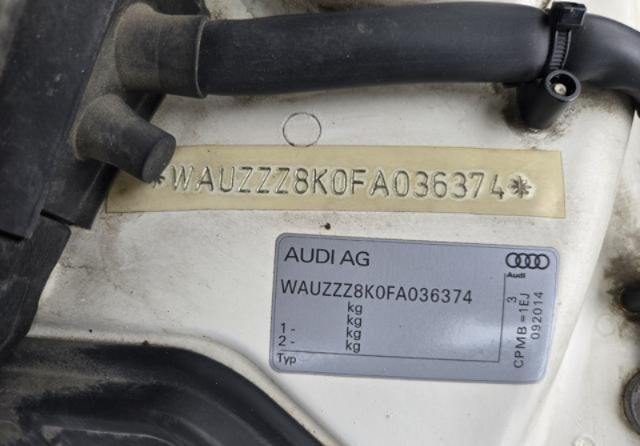 *WAUZZZ8K0FA036374*
AUDI AG
Audi
WAUZZZ8K0FA036374
kg
kg
1 - kg
2 - kg
Typ
CPMB=1EJ 3
092014